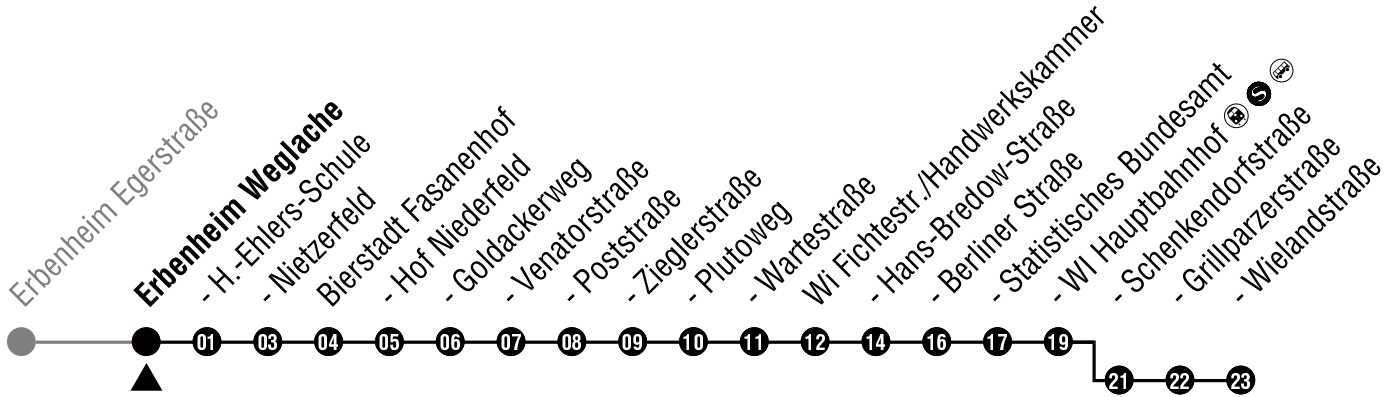 Erbenheim Egerstraße
Erbenheim Weglache
- H.-Ehlers-Schule
- Nietzerfeld
Bierstadt Fasanenhof
- Hof Niederfeld
- Goldackerweg
- Venatorstraße
- Poststraße
- Zieglerstraße
- Plutoweg
- Wartestraße
Wi Fichtestr./Handwerkskammer
- Hans-Bredow-Straße
- Berliner Straße
- Statistisches Bundesamt
- WI Hauptbahnhof S
- Schenkendorfstraße
- Grillparzerstraße
- Wielandstraße
01 03 04 05 06 07 08 09 10 11 12 14 16 17 19
21 22 23